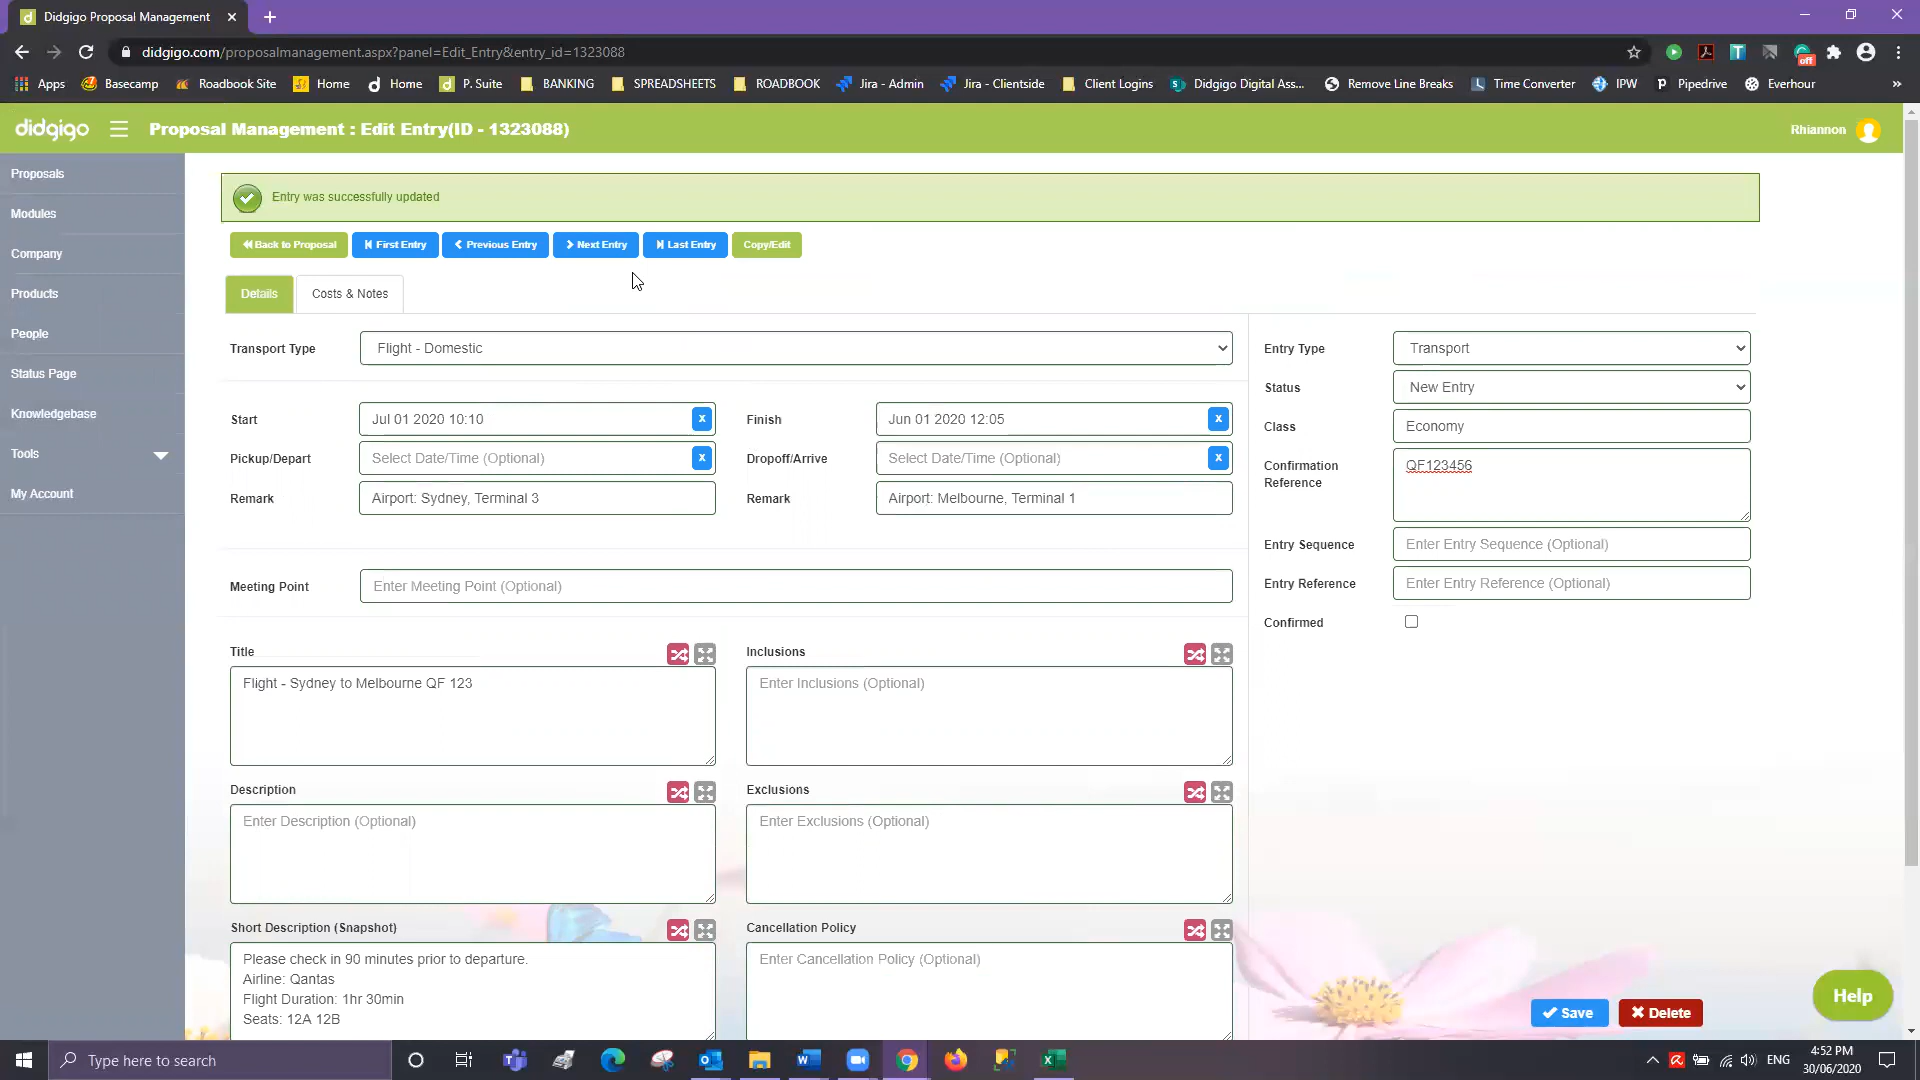 Didgigo Proposal Management
didgigo.com/proposalmanagement.aspx?panel=Edit_Entry&entry_id=1323088
off
Apps Basecamp Roadbook Site Home Home P. Suite BANKING SPREADSHEETS ROADBOOK Jira - Admin Jira - Clientside Client Logins Didgigo Digital Ass... Remove Line Breaks Time Converter IPW Pipedrive Everhour
didgigo Proposal Management : Edit Entry(ID - 1323088) Rhiannon
Proposals
Modules
Company
Products
People
Status Page
Knowledgebase
Tools
My Account
Entry was successfully updated
Back to Proposal First Entry Previous Entry Next Entry Last Entry Copy/Edit
Details Costs & Notes
Transport Type Flight - Domestic
Start Jul 01 2020 10:10 x Finish Jun 01 2020 12:05 x
Pickup/Depart Select Date/Time (Optional) x Dropoff/Arrive Select Date/Time (Optional) x
Remark Airport: Sydney, Terminal 3 Remark Airport: Melbourne, Terminal 1
Meeting Point Enter Meeting Point (Optional)
Title
Flight - Sydney to Melbourne QF 123
Inclusions
Enter Inclusions (Optional)
Description
Enter Description (Optional)
Exclusions
Enter Exclusions (Optional)
Short Description (Snapshot)
Please check in 90 minutes prior to departure.
Airline: Qantas
Flight Duration: 1hr 30min
Seats: 12A 12B
Cancellation Policy
Enter Cancellation Policy (Optional)
Entry Type Transport
Status New Entry
Class Economy
Confirmation
Reference
QF123456
Entry Sequence Enter Entry Sequence (Optional)
Entry Reference Enter Entry Reference (Optional)
Confirmed
Save Delete
Help
Type here to search
ENG
4:52 PM
30/06/2020